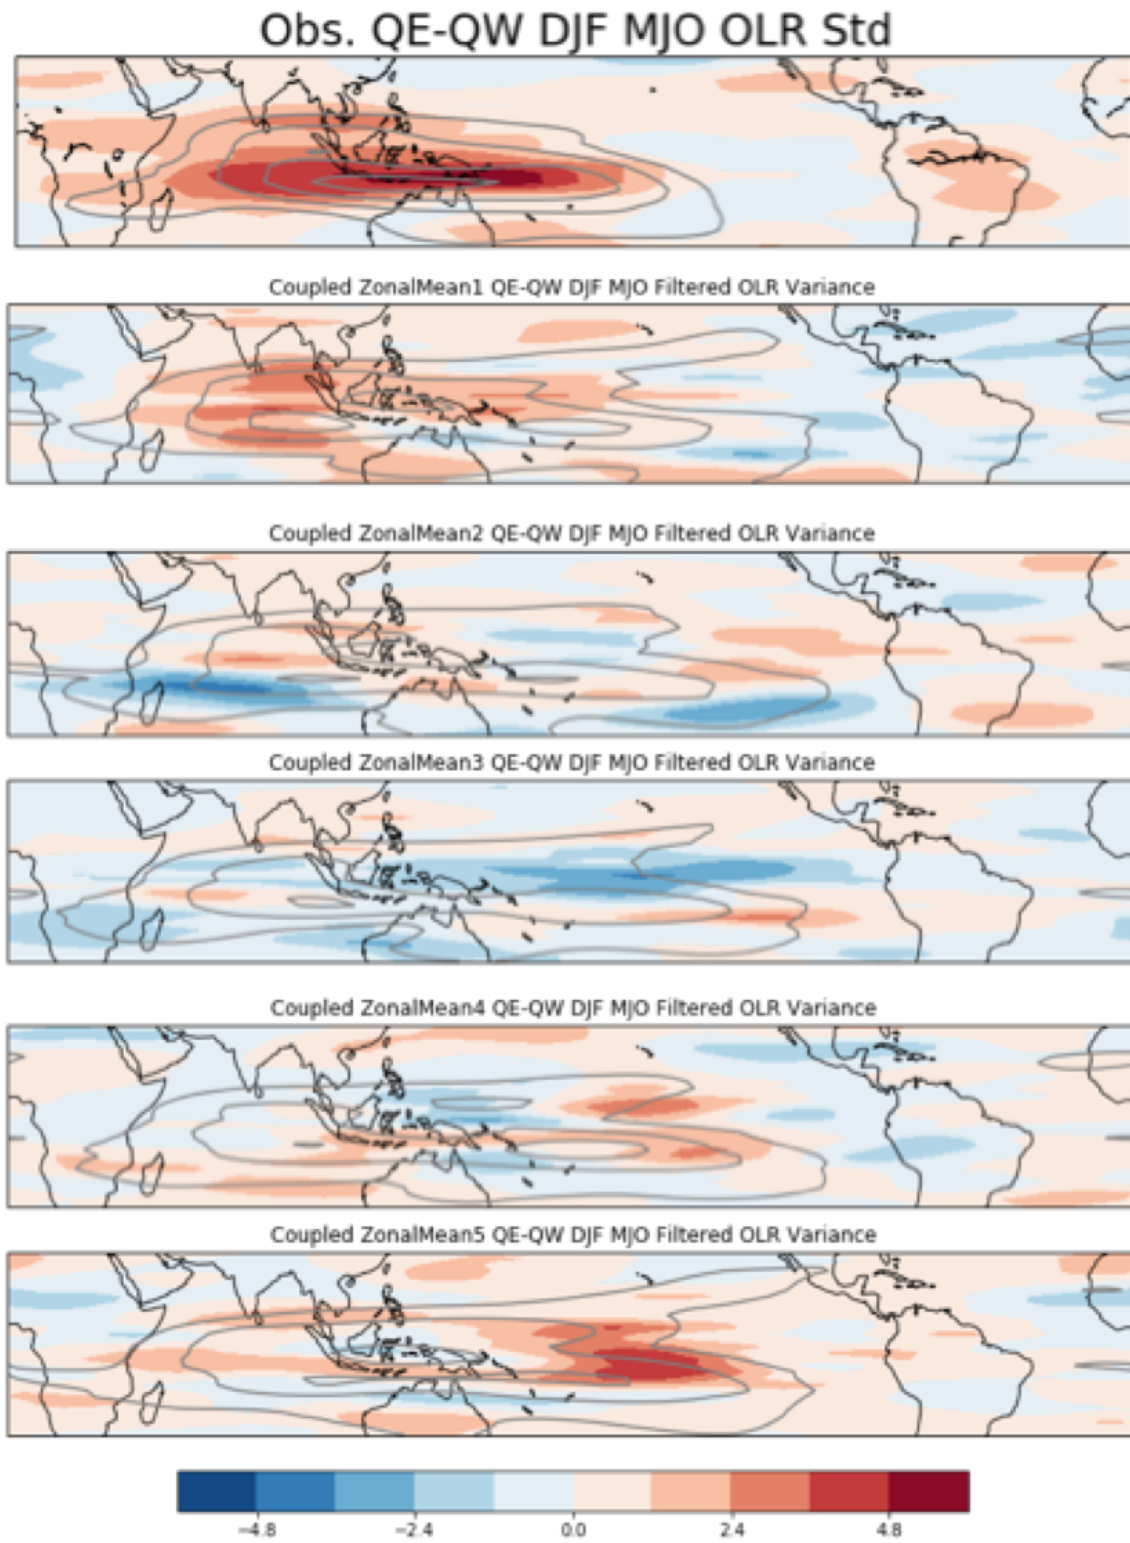 Obs. QE-QW DJF MJO OLR Std
Coupled ZonalMean1 QE-QW DJF MJO Filtered OLR Variance
Coupled ZonalMean2 QE-QW DJF MJO Filtered OLR Variance
Coupled ZonalMean3 QE-QW DJF MJO Filtered OLR Variance
Coupled ZonalMean4 QE-QW DJF MJO Filtered OLR Variance
Coupled ZonalMean5 QE-QW DJF MJO Filtered OLR Variance
−4.8 −2.4 0.0 2.4 4.8